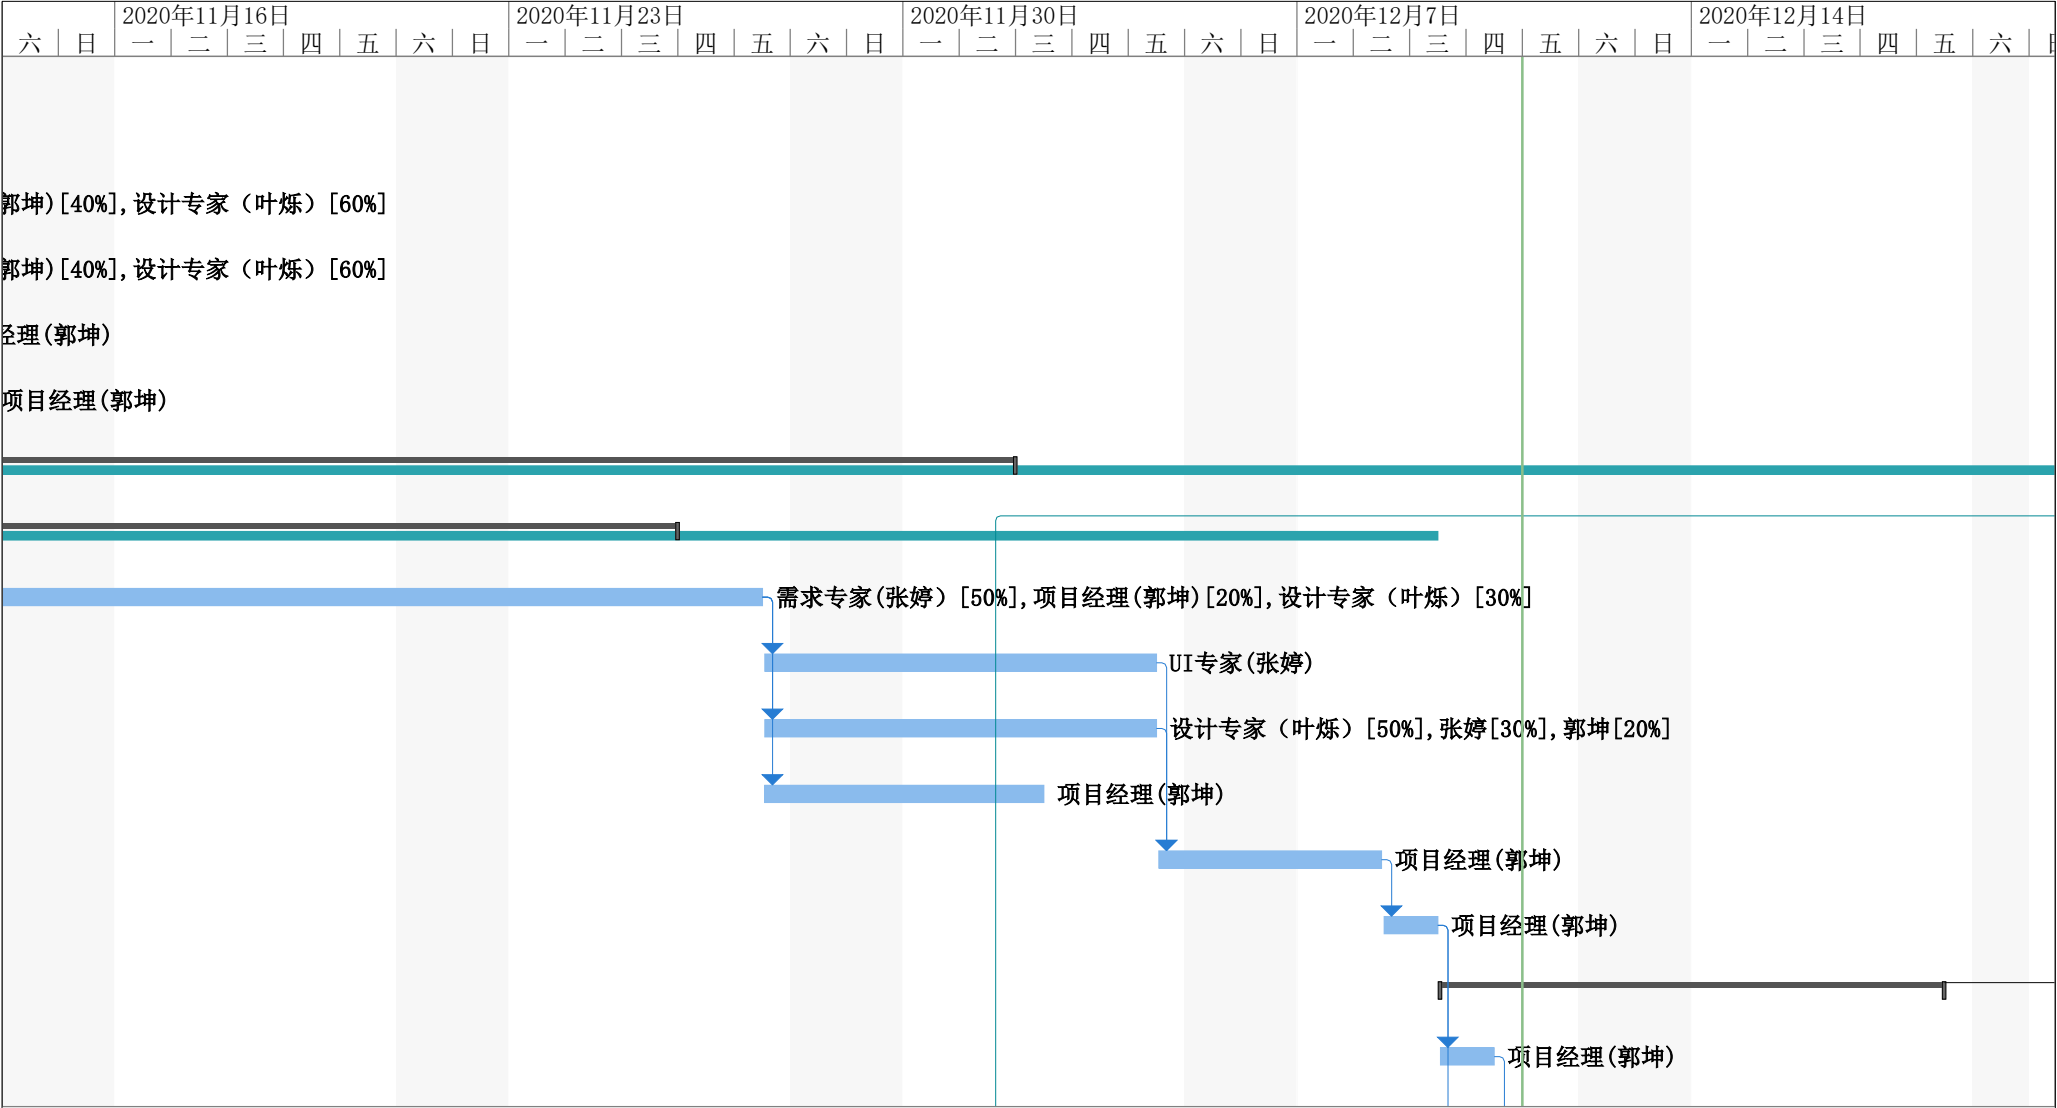 2020年11月16日 2020年11月23日 2020年11月30日 2020年12月7日 2020年12月14日
六 日 一 二 三 四 五 六 日 一 二 三 四 五 六 日 一 二 三 四 五 六 日 一 二 三 四 五 六 日 一 二 三 四 五 六 日
郭坤)[40%],设计专家（叶烁）[60%]
郭坤)[40%],设计专家（叶烁）[60%]
经理(郭坤)
项目经理(郭坤)
需求专家(张婷）[50%],项目经理(郭坤)[20%],设计专家（叶烁）[30%]
UI专家(张婷)
设计专家（叶烁）[50%],张婷[30%],郭坤[20%]
项目经理(郭坤)
项目经理(郭坤)
项目经理(郭坤)
项目经理(郭坤)